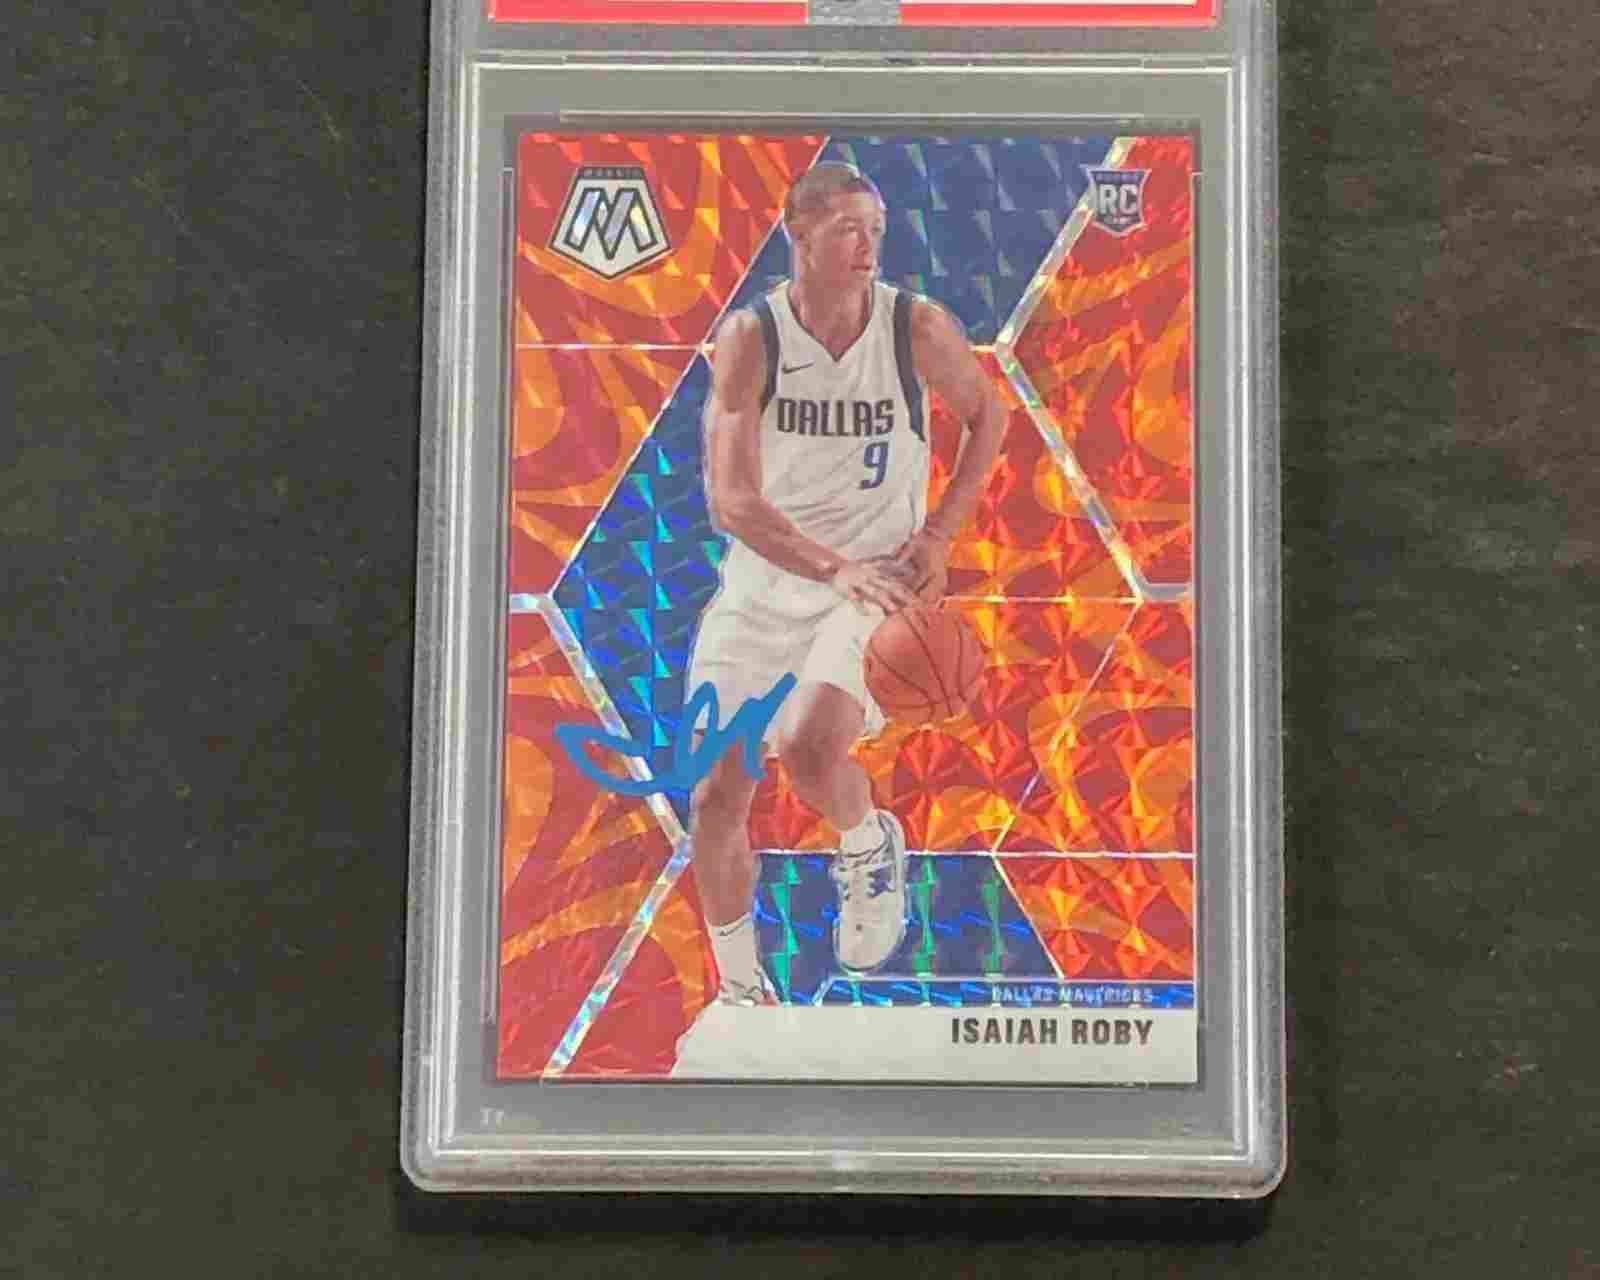 MOSAIC
M
RC
DALLAS
9
DALLAS MAVERICKS
ISAIAH ROBY